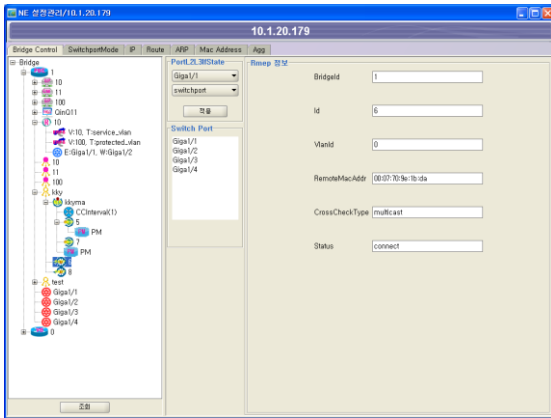 NE 설정관리/10.1.20.179
10.1.20.179
Bridge Control SwitchportMode IP Route ARP Mac Address Agg
Bridge
1
10
11
100
QinQ11
10
V:10, T:service_vlan
V:100, T:protected_vlan
E:Giga1/1, W:Giga1/2
10
11
100
kky
kkyma
CCInterval(1)
5
PM
7
PM
8
test
Giga1/1
Giga1/2
Giga1/3
Giga1/4
0
조회
PortL2L3IfState
Giga1/1
switchport
적용
Switch Port
Giga1/1
Giga1/2
Giga1/3
Giga1/4
Rmep 정보
BridgeId 1
Id 6
VlanId 0
RemoteMacAddr 00:07:70:9e:1b:da
CrossCheckType multicast
Status connect